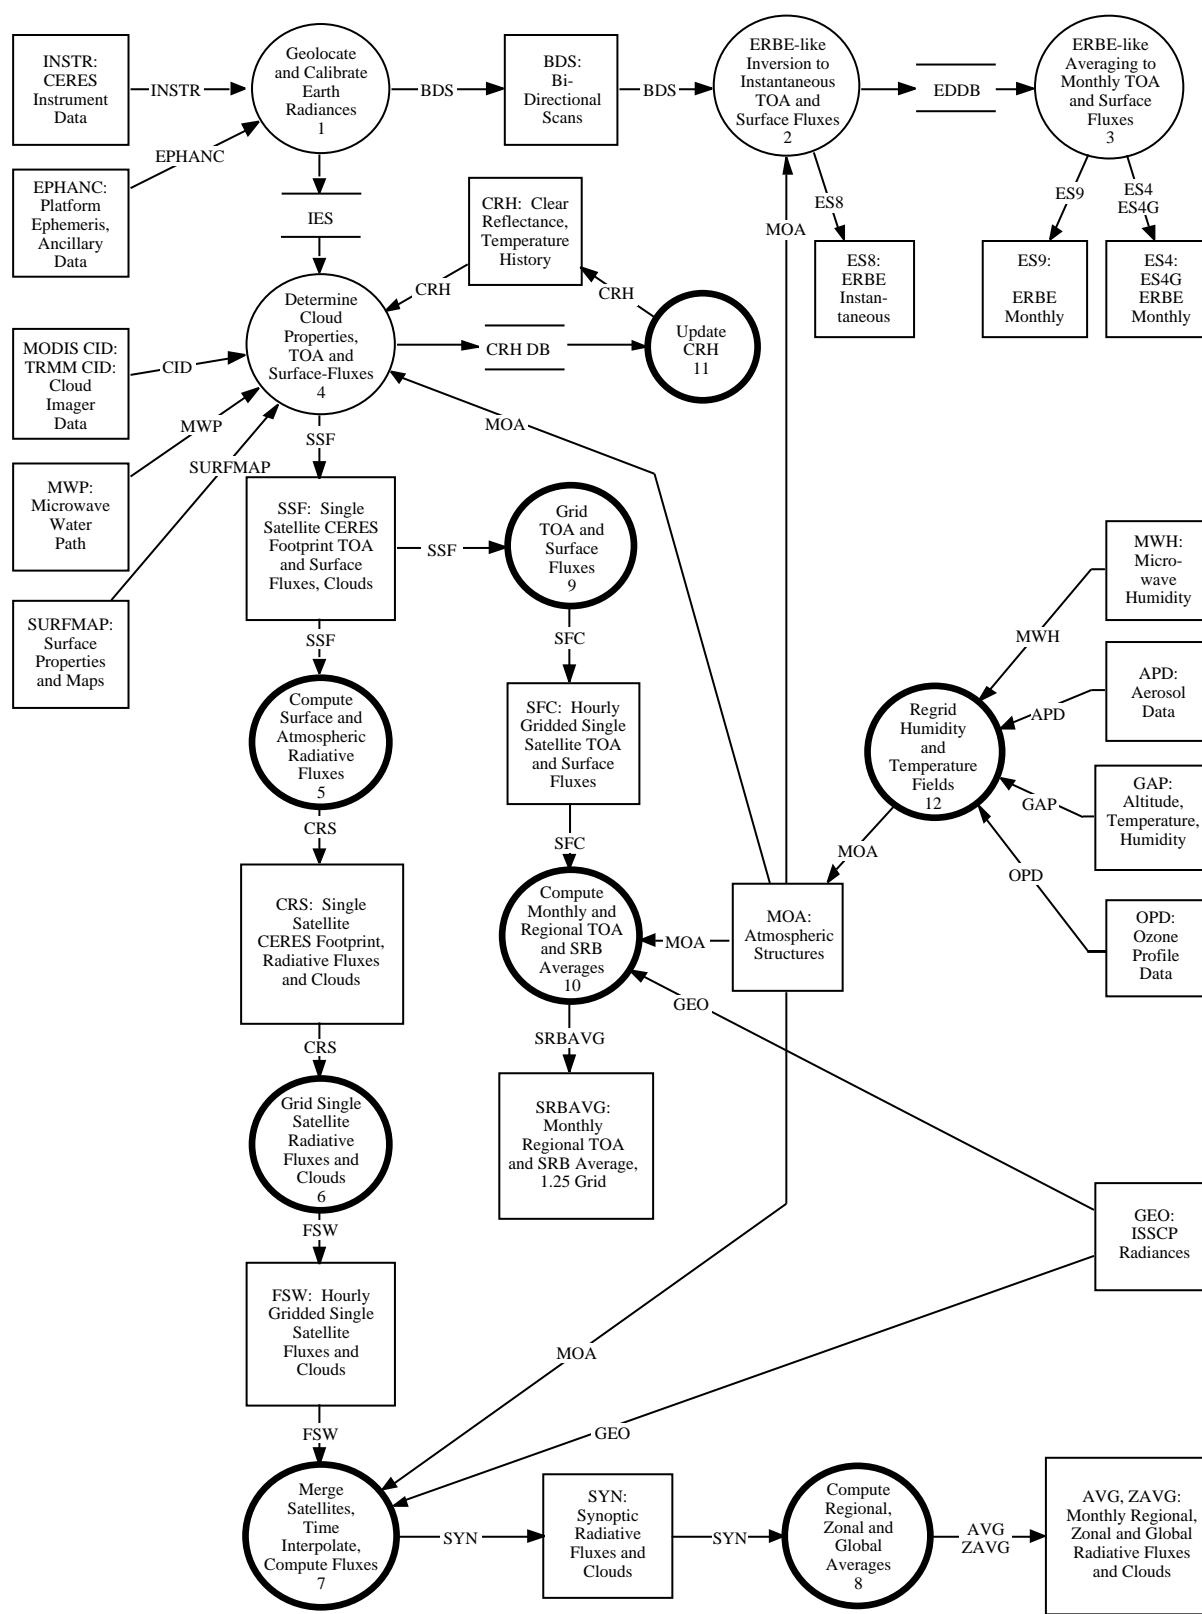 INSTR:
CERES
Instrument
Data
INSTR
Geolocate
and Calibrate
Earth
Radiances
1
BDS
BDS:
Bi-
Directional
Scans
BDS
ERBE-like
Inversion to
Instantaneous
TOA and
Surface Fluxes
2
EDDB
ERBE-like
Averaging to
Monthly TOA
and Surface
Fluxes
3
EPHANC
EPHANC:
Platform
Ephemeris,
Ancillary
Data
IES
CRH: Clear
Reflectance,
Temperature
History
MOA
ES8
ES9
ES4
ES4G
ES8:
ERBE
Instan-
taneous
ES9:
ERBE
Monthly
ES4:
ES4G
ERBE
Monthly
CRH
CRH
Determine
Cloud
Properties,
TOA and
Surface-Fluxes
4
CRH DB
Update
CRH
11
MODIS CID:
TRMM CID:
Cloud
Imager
Data
CID
MWP
SURFMAP
SSF
MOA
MWP:
Microwave
Water
Path
SSF: Single
Satellite CERES
Footprint TOA
and Surface
Fluxes, Clouds
SSF
Grid
TOA and
Surface
Fluxes
9
MWH:
Micro-
wave
Humidity
SURFMAP:
Surface
Properties
and Maps
SSF
SFC
MWH
Compute
Surface and
Atmospheric
Radiative
Fluxes
5
SFC: Hourly
Gridded Single
Satellite TOA
and Surface
Fluxes
Regrid
Humidity
and
Temperature
Fields
12
APD
APD:
Aerosol
Data
GAP
GAP:
Altitude,
Temperature,
Humidity
CRS
SFC
MOA
OPD
CRS: Single
Satellite
CERES Footprint,
Radiative Fluxes
and Clouds
Compute
Monthly and
Regional TOA
and SRB
Averages
10
MOA
MOA:
Atmospheric
Structures
OPD:
Ozone
Profile
Data
GEO
CRS
SRBAVG
Grid Single
Satellite
Radiative
Fluxes and
Clouds
6
SRBAVG:
Monthly
Regional TOA
and SRB Average,
1.25 Grid
FSW
GEO:
ISSCP
Radiances
FSW: Hourly
Gridded Single
Satellite
Fluxes and
Clouds
MOA
FSW
GEO
Merge
Satellites,
Time
Interpolate,
Compute Fluxes
7
SYN
SYN:
Synoptic
Radiative
Fluxes and
Clouds
SYN
Compute
Regional,
Zonal and
Global
Averages
8
AVG
ZAVG
AVG, ZAVG:
Monthly Regional,
Zonal and Global
Radiative Fluxes
and Clouds